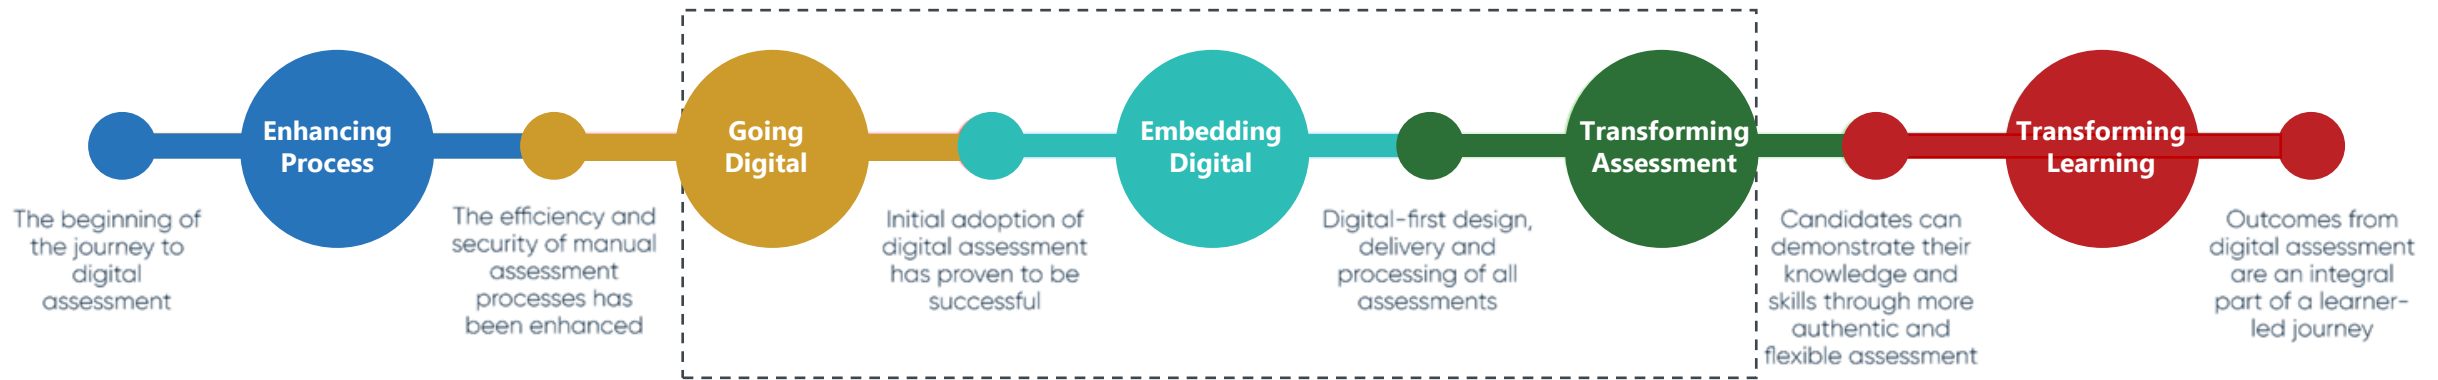 Enhancing
Process
Going
Digital
Embedding
Digital
Transforming
Assessment
Transforming
Learning
The beginning of
the journey to
digital
assessment
The efficiency and
security of manual
assessment
processes has
been enhanced
Initial adoption of
digital assessment
has proven to be
successful
Digital-first design,
delivery and
processing of all
assessments
Candidates can
demonstrate their
knowledge and
skills through more
authentic and
flexible assessment
Outcomes from
digital assessment
are an integral
part of a learner-
led journey